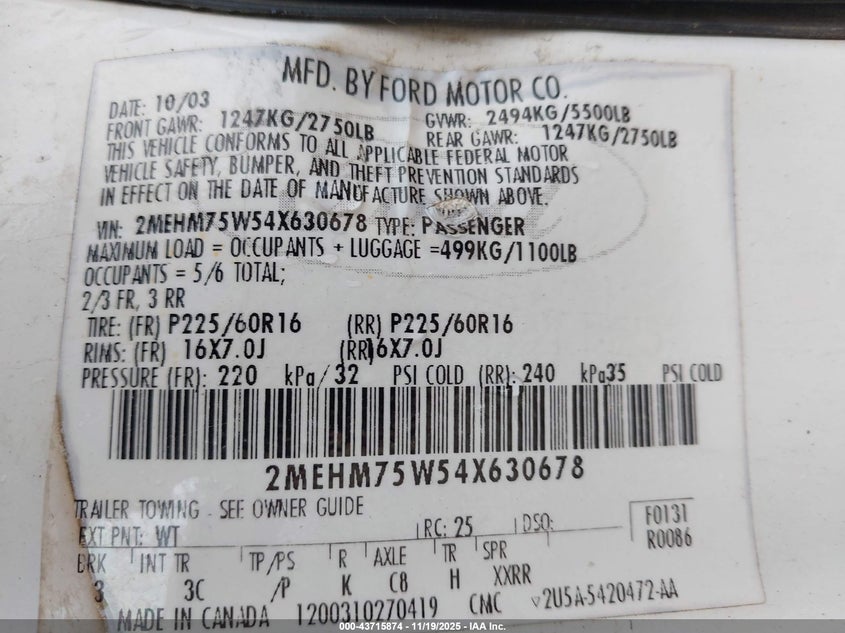 MFD. BY FORD MOTOR CO.
DATE: 10/03 GVWR: 2494KG/5500LB
FRONT GAWR: 1247KG/2750LB REAR GAWR: 1247KG/2750LB
THIS VEHICLE CONFORMS TO ALL APPLICABLE FEDERAL MOTOR
VEHICLE SAFETY, BUMPER, AND THEFT PREVENTION STANDARDS
IN EFFECT ON THE DATE OF MANUFACTURE SHOWN ABOVE.
VIN: 2MEHM75W54X630678 TYPE: PASSENGER
MAXIMUM LOAD = OCCUPANTS + LUGGAGE =499KG/1100LB
OCCUPANTS = 5/6 TOTAL;
2/3 FR, 3 RR
TIRE: (FR) P225/60R16 (RR) P225/60R16
RIMS: (FR) 16X7.0J (RR)16X7.0J
PRESSURE (FR): 220 kPa/32 PSI COLD (RR): 240 kPa35 PSI COLD
2MEHM75W54X630678
TRAILER TOWING - SEE OWNER GUIDE
EXT PNT: WT RC: 25 DSO: F0131
R0086
BRK INT TR TP/PS R AXLE TR SPR
3 3C /P K C8 H XXRR
MADE IN CANADA 1200310270419 CMC 2U5A-5420472-AA
000-43715874 | 11/19/2025 - IAA Inc.